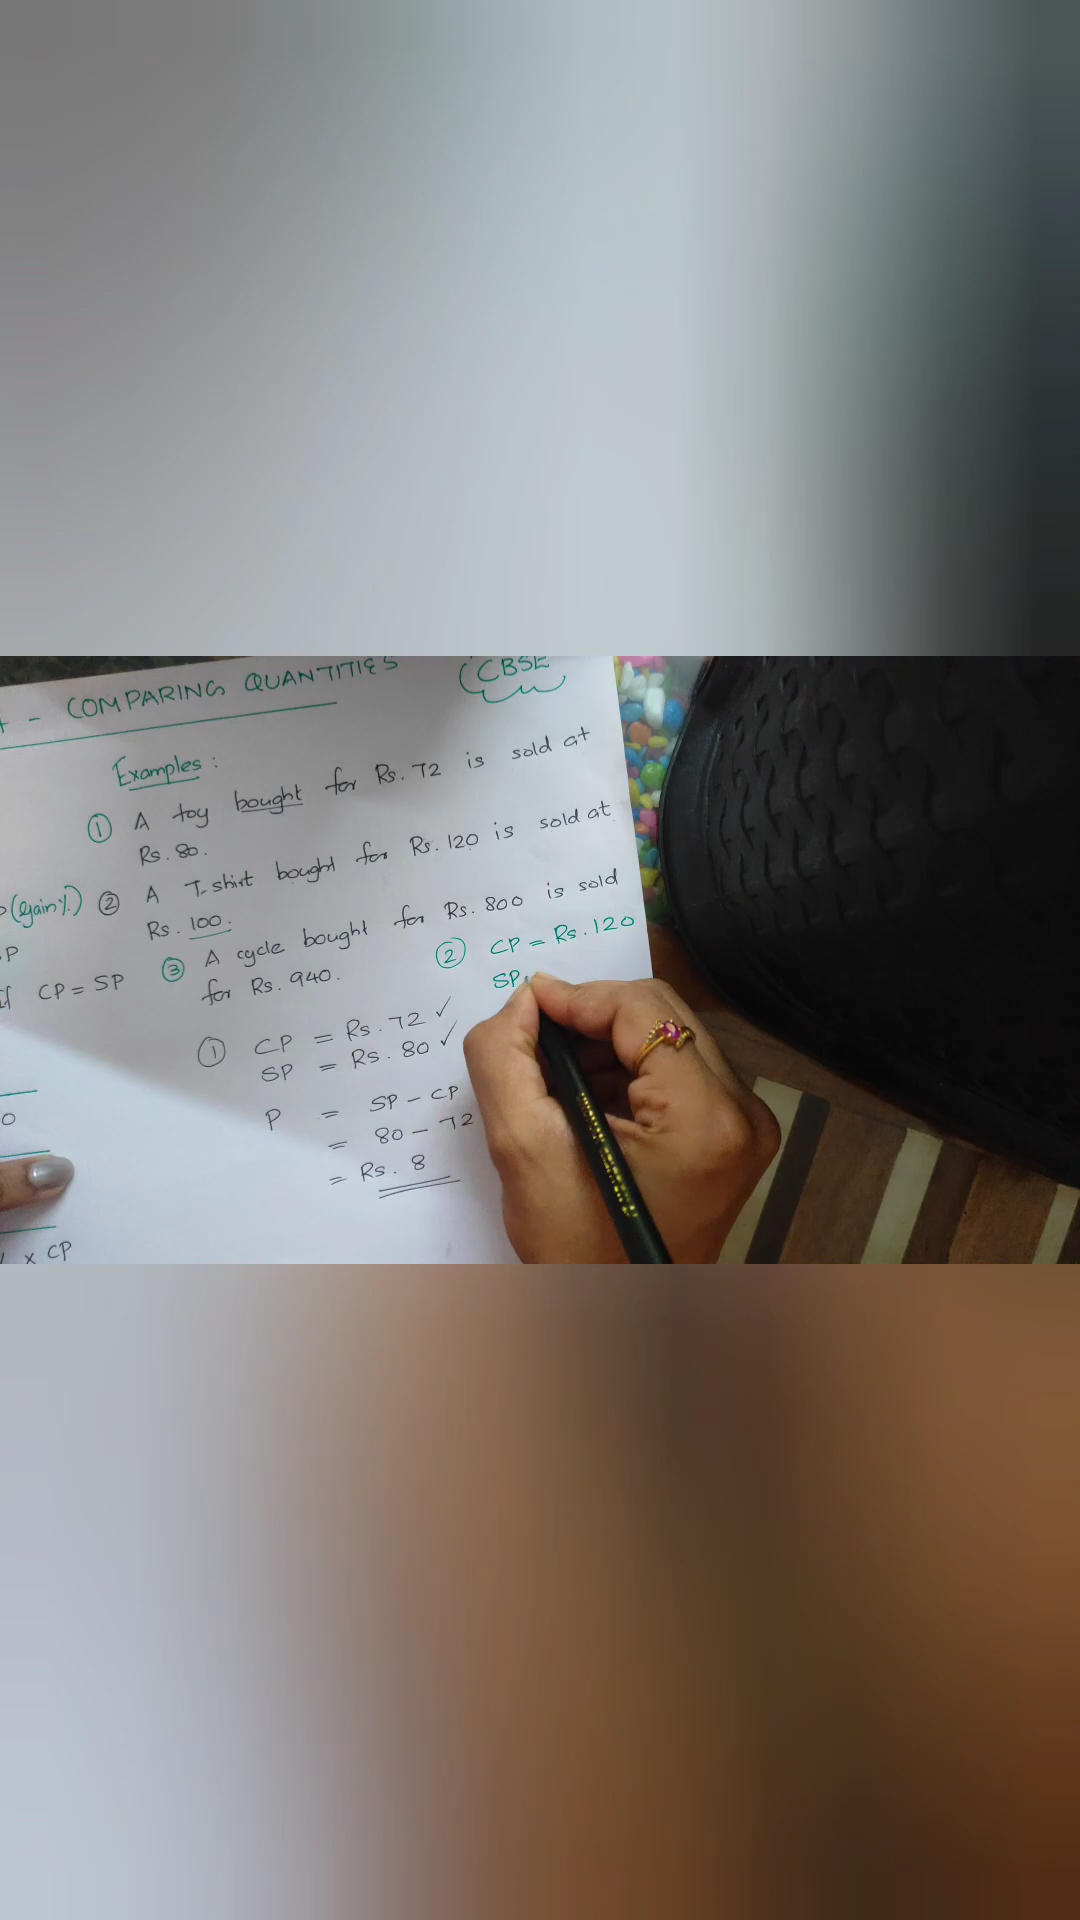 - COMPARING QUANTITIES
CBSE
Examples :
① A toy bought for Rs. 72 is sold at
Rs. 80.
② A T-shirt bought for Rs. 120 is sold at
Rs. 100.
③ A cycle bought for Rs. 800 is sold
for Rs. 940.
(gain%)
P
If CP = SP
0
x CP
① CP = Rs. 72 ✓
SP = Rs. 80 ✓
P = SP - CP
= 80 - 72
= Rs. 8
② CP = Rs. 120
SP